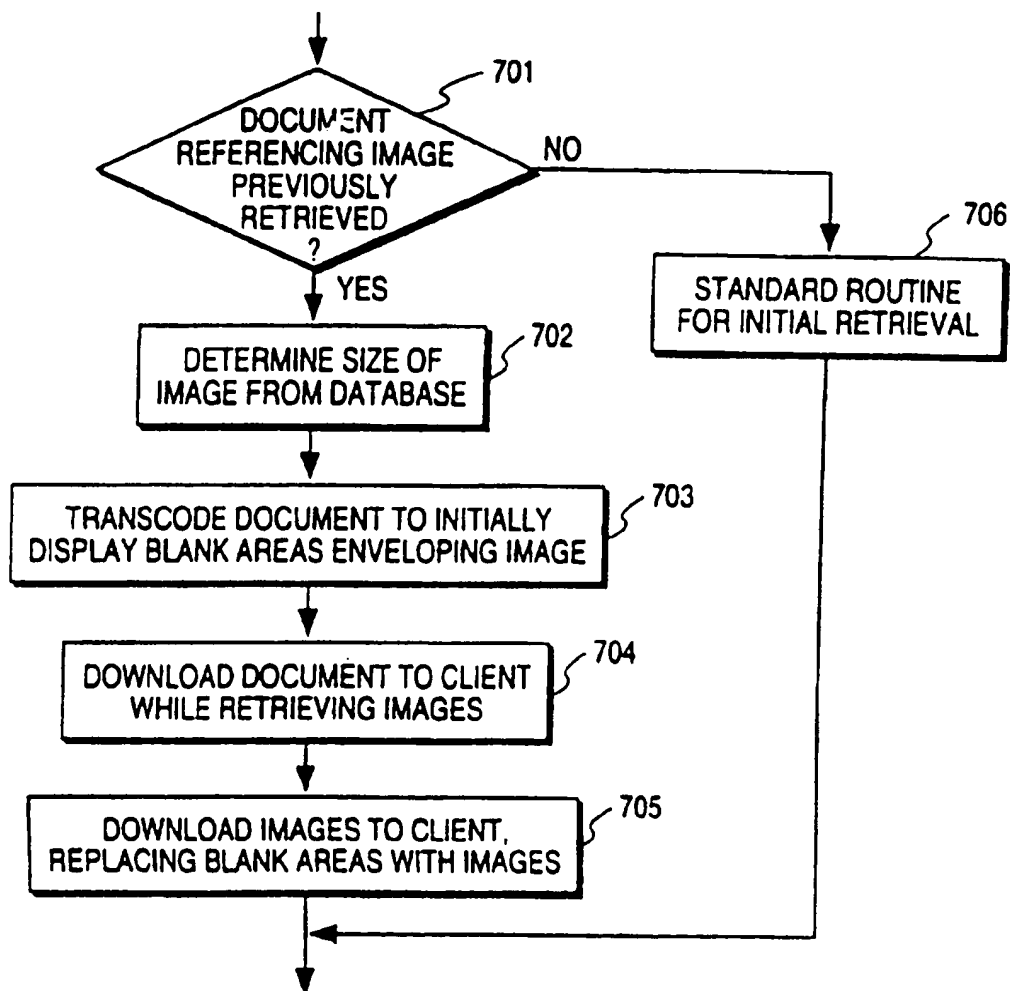 701
DOCUMENT
REFERENCING IMAGE
PREVIOUSLY
RETRIEVED
?
NO
YES
706
STANDARD ROUTINE
FOR INITIAL RETRIEVAL
702
DETERMINE SIZE OF
IMAGE FROM DATABASE
703
TRANSCODE DOCUMENT TO INITIALLY
DISPLAY BLANK AREAS ENVELOPING IMAGE
704
DOWNLOAD DOCUMENT TO CLIENT
WHILE RETRIEVING IMAGES
705
DOWNLOAD IMAGES TO CLIENT,
REPLACING BLANK AREAS WITH IMAGES